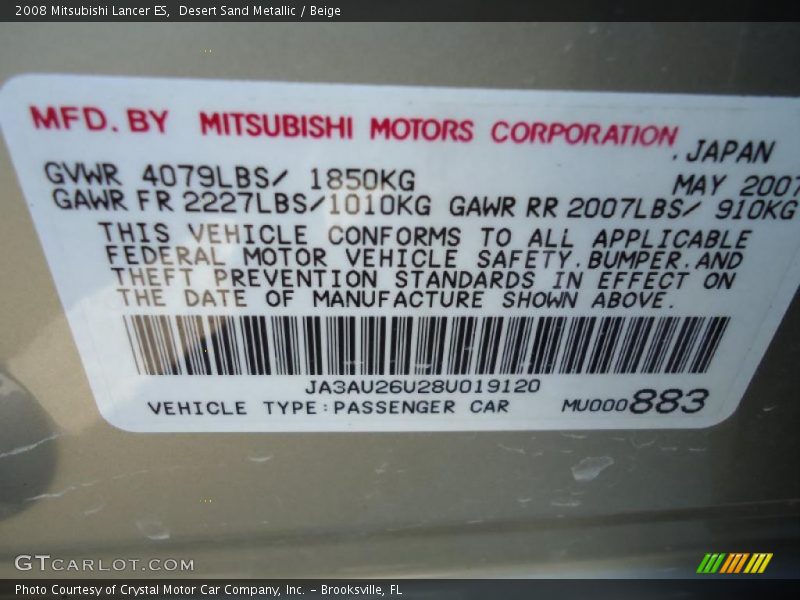 2008 Mitsubishi Lancer ES, Desert Sand Metallic / Beige
MFD. BY MITSUBISHI MOTORS CORPORATION
.JAPAN
GVWR 4079LBS/ 1850KG
MAY 2007
GAWR FR 2227LBS/1010KG GAWR RR 2007LBS/ 910KG
THIS VEHICLE CONFORMS TO ALL APPLICABLE
FEDERAL MOTOR VEHICLE SAFETY.BUMPER.AND
THEFT PREVENTION STANDARDS IN EFFECT ON
THE DATE OF MANUFACTURE SHOWN ABOVE.
JA3AU26U28U019120
VEHICLE TYPE:PASSENGER CAR
MU000883
GTCARLOT.COM
Photo Courtesy of Crystal Motor Car Company, Inc. – Brooksville, FL